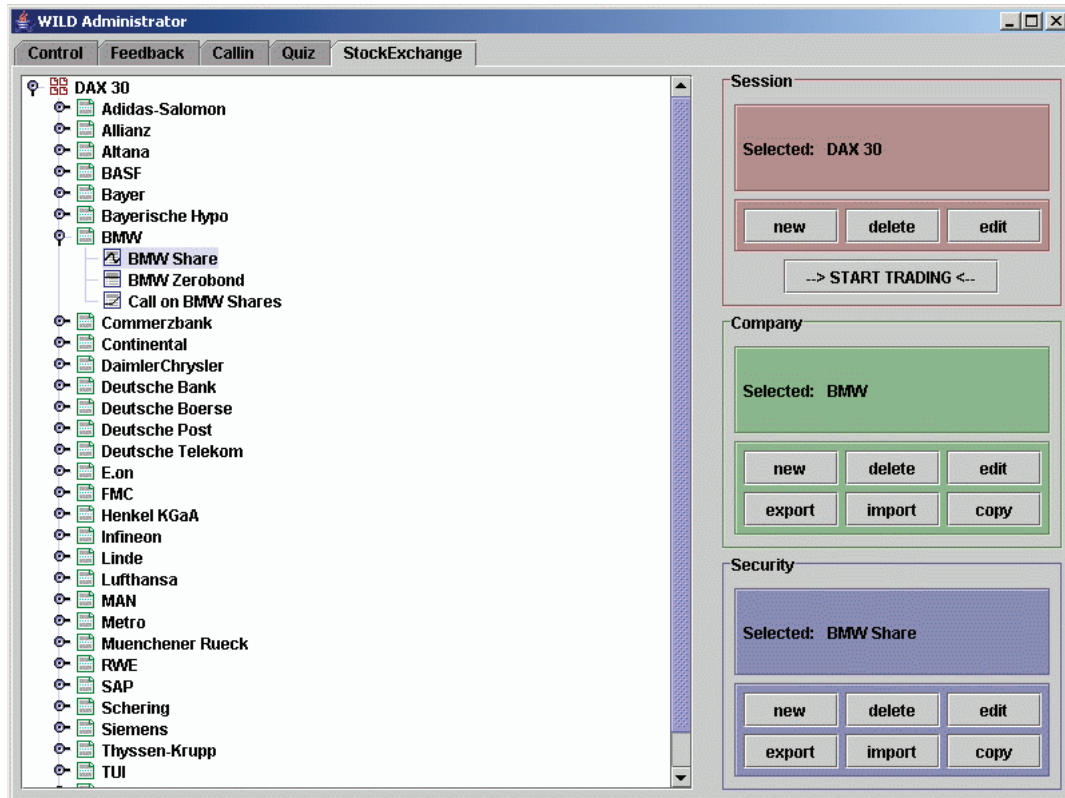 WILD Administrator
Control Feedback Callin Quiz StockExchange
DAX 30
Adidas-Salomon
Allianz
Altana
BASF
Bayer
Bayerische Hypo
BMW
BMW Share
BMW Zerobond
Call on BMW Shares
Commerzbank
Continental
DaimlerChrysler
Deutsche Bank
Deutsche Boerse
Deutsche Post
Deutsche Telekom
E.on
FMC
Henkel KGaA
Infineon
Linde
Lufthansa
MAN
Metro
Muenchener Rueck
RWE
SAP
Schering
Siemens
Thyssen-Krupp
TUI
Session
Selected: DAX 30
new delete edit
--> START TRADING <--
Company
Selected: BMW
new delete edit
export import copy
Security
Selected: BMW Share
new delete edit
export import copy